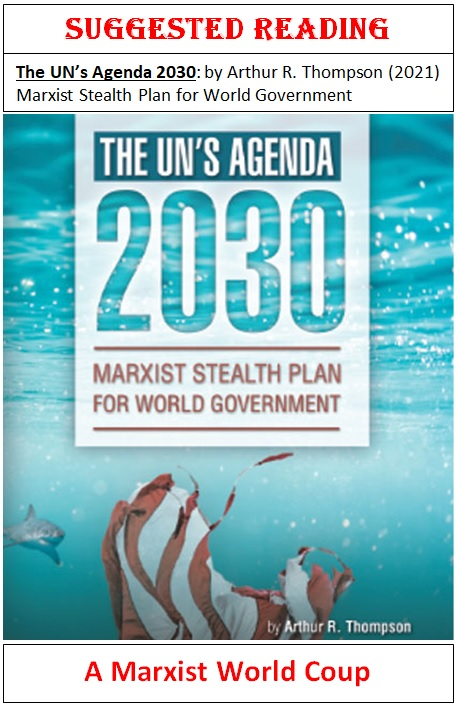 SUGGESTED READING
The UN's Agenda 2030: by Arthur R. Thompson (2021)
Marxist Stealth Plan for World Government
THE UN'S AGENDA
2030
MARXIST STEALTH PLAN
FOR WORLD GOVERNMENT
by Arthur R. Thompson
A Marxist World Coup